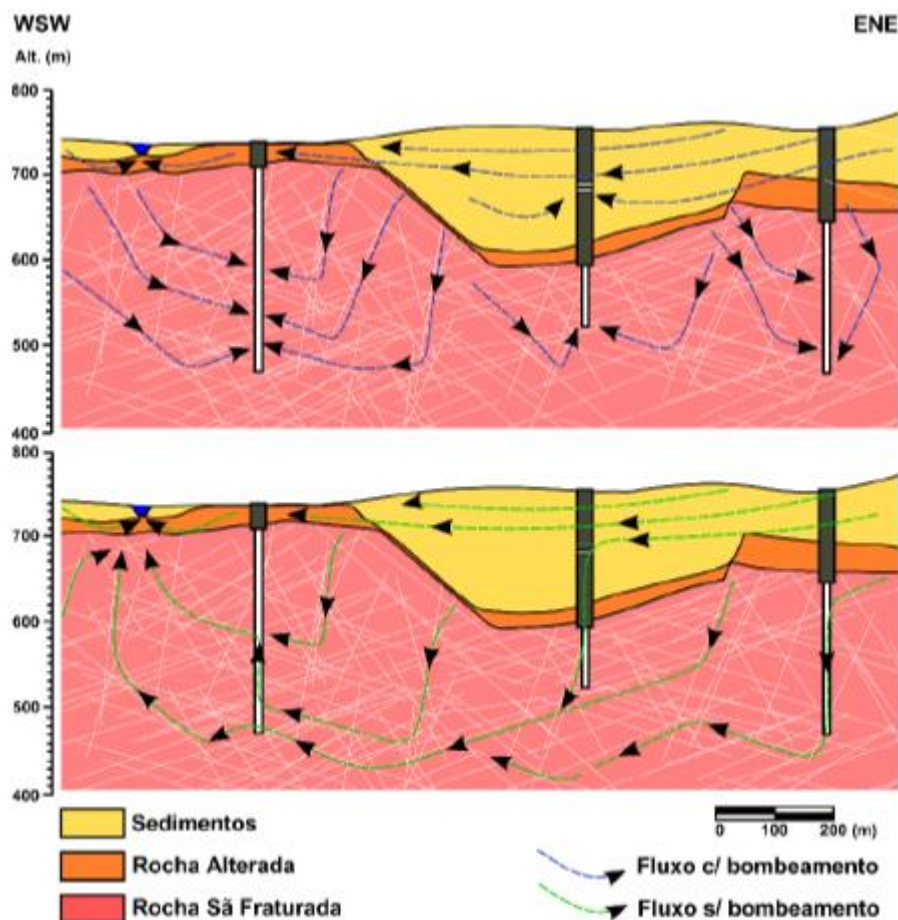 WSW ENE
Alt. (m)
800
700
600
500
400
800
700
600
500
400
Sedimentos
Rocha Alterada
Rocha Sã Fraturada
0 100 200 (m)
Fluxo c/ bombeamento
Fluxo s/ bombeamento